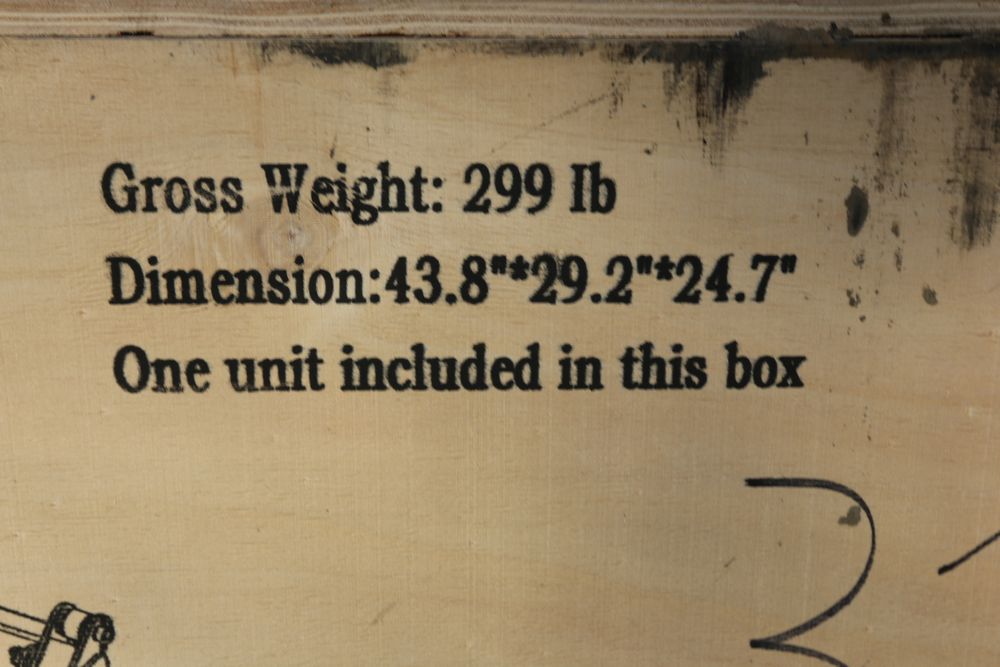 Gross Weight: 299 Ib
Dimension:43.8"*29.2"*24.7"
One unit included in this box